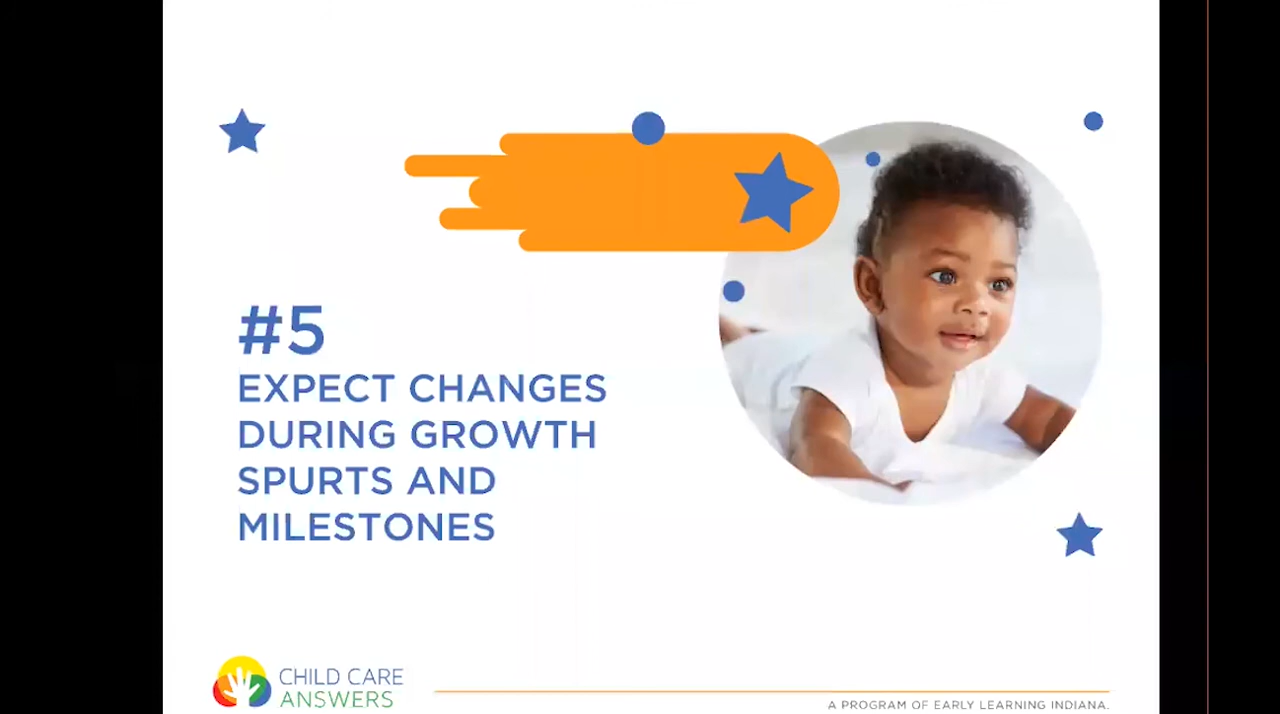 #5
EXPECT CHANGES
DURING GROWTH
SPURTS AND
MILESTONES
CHILD CARE
ANSWERS
A PROGRAM OF EARLY LEARNING INDIANA.